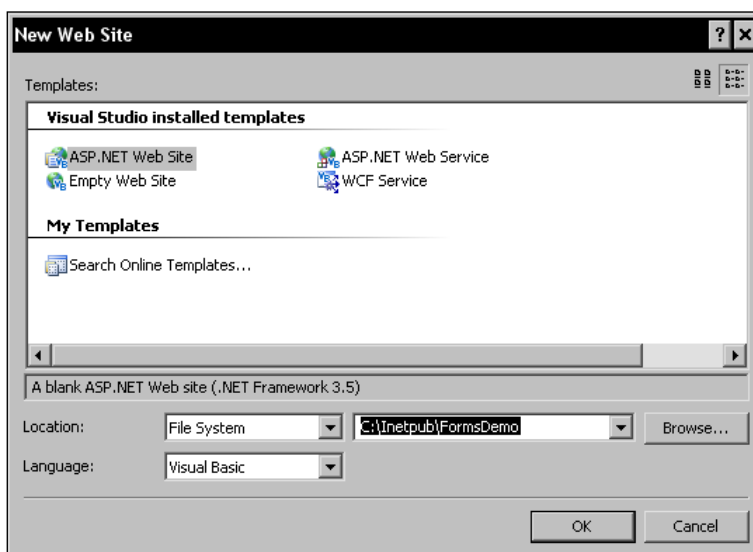 New Web Site
Templates:
Visual Studio installed templates
ASP.NET Web Site
ASP.NET Web Service
Empty Web Site
WCF Service
My Templates
Search Online Templates...
A blank ASP.NET Web site (.NET Framework 3.5)
Location:
File System
C:\Inetpub\FormsDemo
Browse...
Language:
Visual Basic
OK
Cancel